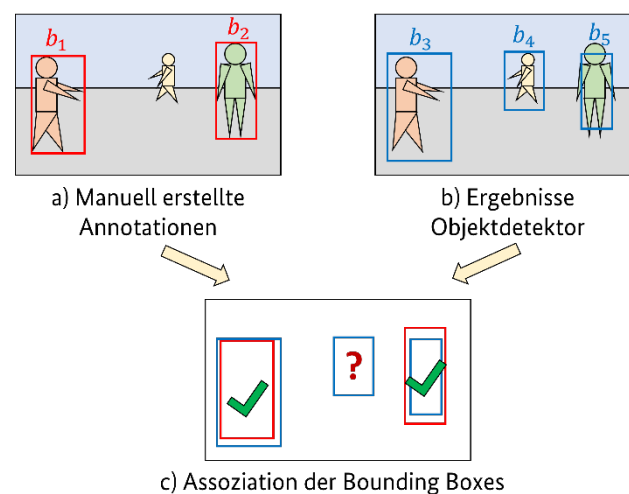 b₁
b₂
b₃
b₄
b₅
a) Manuell erstellte
Annotationen
b) Ergebnisse
Objektdetektor
?
c) Assoziation der Bounding Boxes